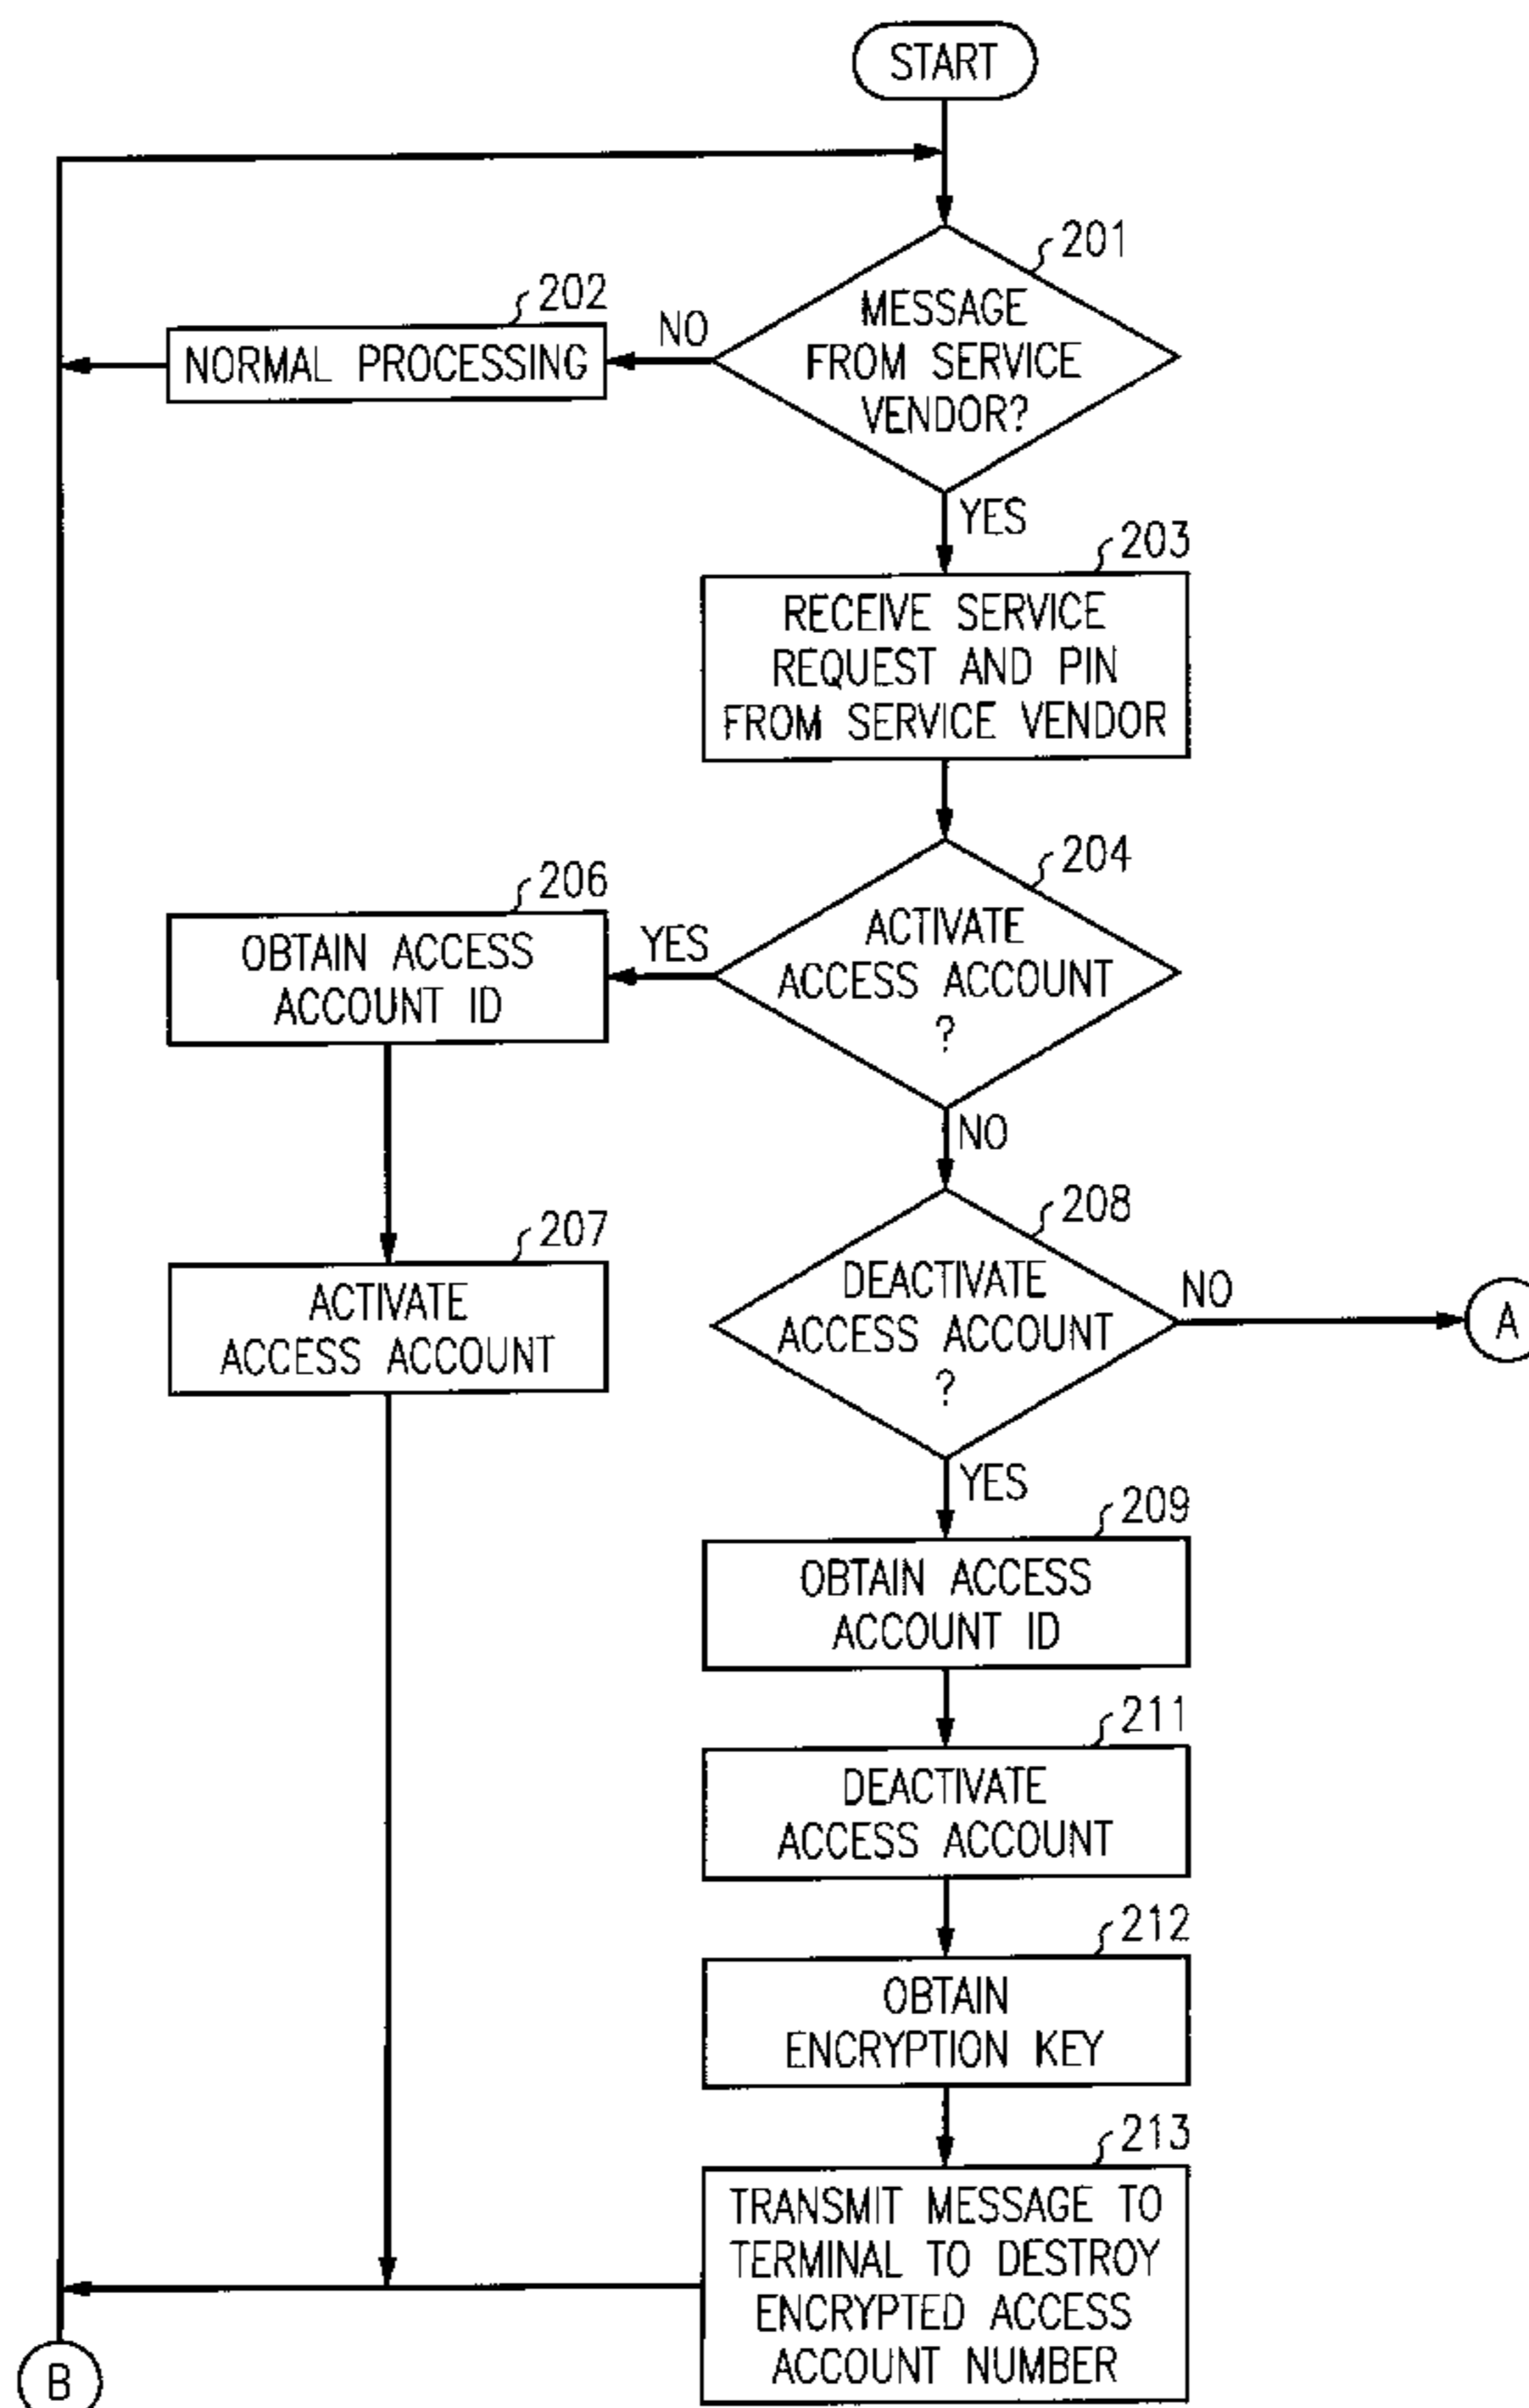 START
201
MESSAGE
FROM SERVICE
VENDOR?
NO
202
NORMAL PROCESSING
YES
203
RECEIVE SERVICE
REQUEST AND PIN
FROM SERVICE VENDOR
204
ACTIVATE
ACCESS ACCOUNT
?
YES
206
OBTAIN ACCESS
ACCOUNT ID
NO
207
ACTIVATE
ACCESS ACCOUNT
208
DEACTIVATE
ACCESS ACCOUNT
?
NO
A
YES
209
OBTAIN ACCESS
ACCOUNT ID
211
DEACTIVATE
ACCESS ACCOUNT
212
OBTAIN
ENCRYPTION KEY
213
TRANSMIT MESSAGE TO
TERMINAL TO DESTROY
ENCRYPTED ACCESS
ACCOUNT NUMBER
B